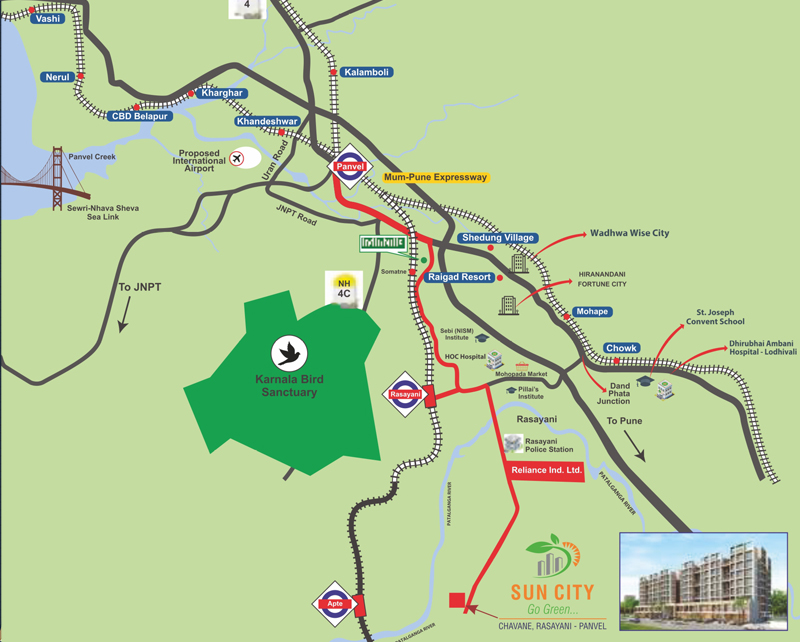 4
Vashi
Kalamboli
Nerul
Kharghar
CBD Belapur
Khandeshwar
Panvel Creek
Proposed
International
Airport
Uran Road
Panvel
Mum-Pune Expressway
Sewri-Nhava Sheva
Sea Link
JNPT Road
Shedung Village
Wadhwa Wise City
Somatne
Raigad Resort
HIRANANDANI
FORTUNE CITY
To JNPT
NH
4C
Mohape
St. Joseph
Convent School
Sebi (NISM)
Institute
HOC Hospital
Chowk
Dhirubhai Ambani
Hospital - Lodhivali
Mohopada Market
Karnala Bird
Sanctuary
Rasayani
Pillai's
Institute
Dand
Phata
Junction
Rasayani
To Pune
Rasayani
Police Station
Reliance Ind. Ltd.
PATALGANGA RIVER
PATALGANGA RIVER
SUN CITY
Go Green...
CHAVANE, RASAYANI - PANVEL
Apte
PATALGANGA RIVER